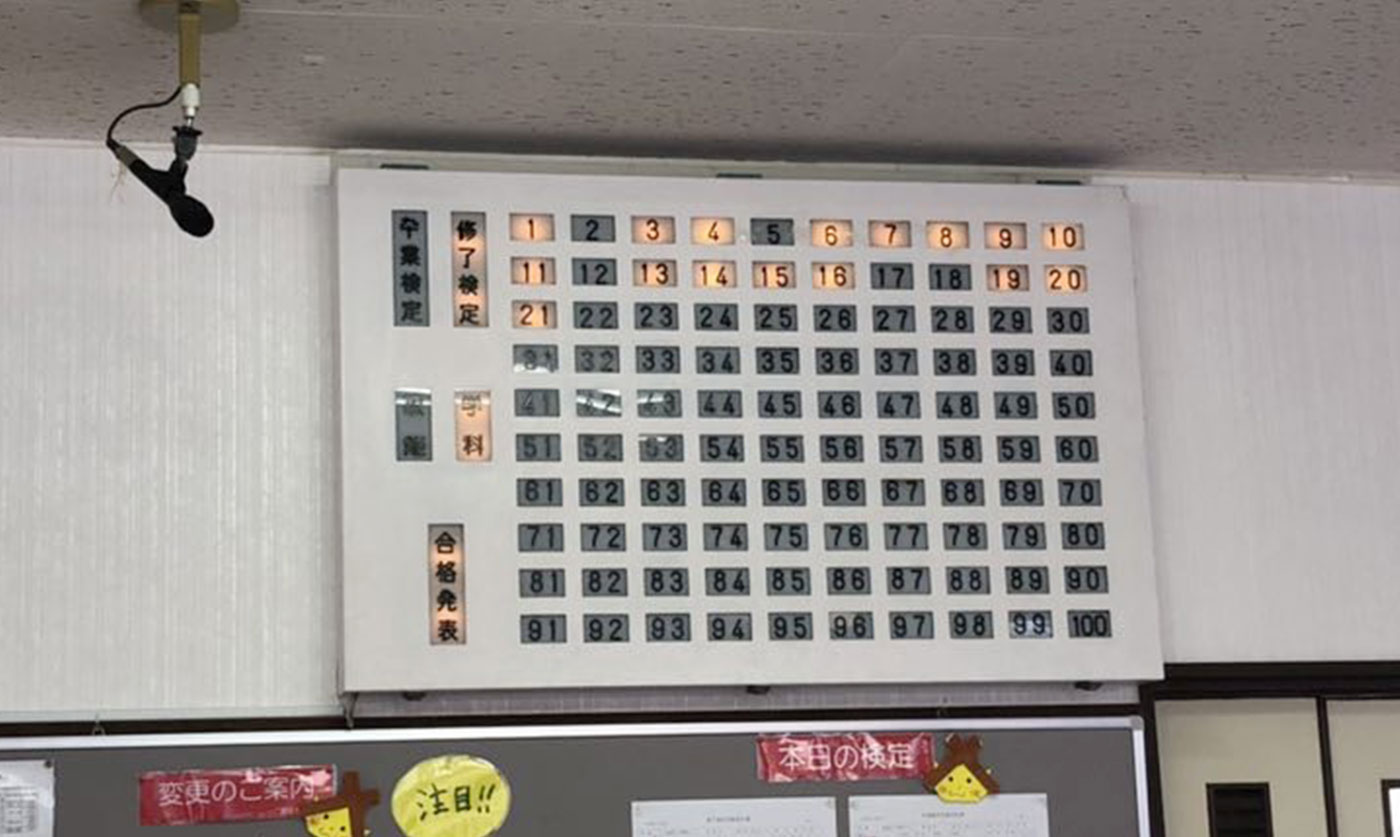 卒業検定
修了検定
1 2 3 4 5 6 7 8 9 10
11 12 13 14 15 16 17 18 19 20
21 22 23 24 25 26 27 28 29 30
31 32 33 34 35 36 37 38 39 40
技能
学科
41 42 43 44 45 46 47 48 49 50
51 52 53 54 55 56 57 58 59 60
61 62 63 64 65 66 67 68 69 70
合格発表
71 72 73 74 75 76 77 78 79 80
81 82 83 84 85 86 87 88 89 90
91 92 93 94 95 96 97 98 99 100
変更のご案内
注目!!
本日の検定